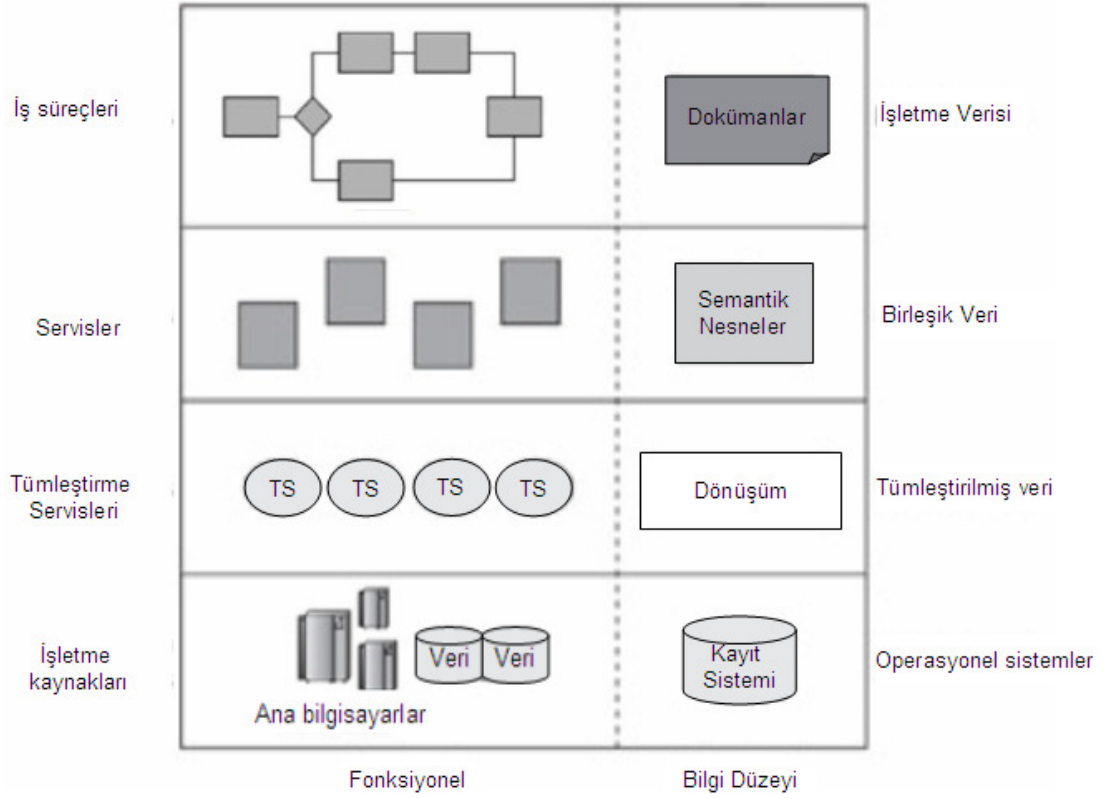 İş süreçleri
Dokümanlar
İşletme Verisi
Servisler
Semantik
Nesneler
Birleşik Veri
Tümleştirme
Servisleri
TS
TS
TS
TS
Dönüşüm
Tümleştirilmiş veri
İşletme
kaynakları
Veri
Veri
Ana bilgisayarlar
Kayıt
Sistemi
Operasyonel sistemler
Fonksiyonel
Bilgi Düzeyi